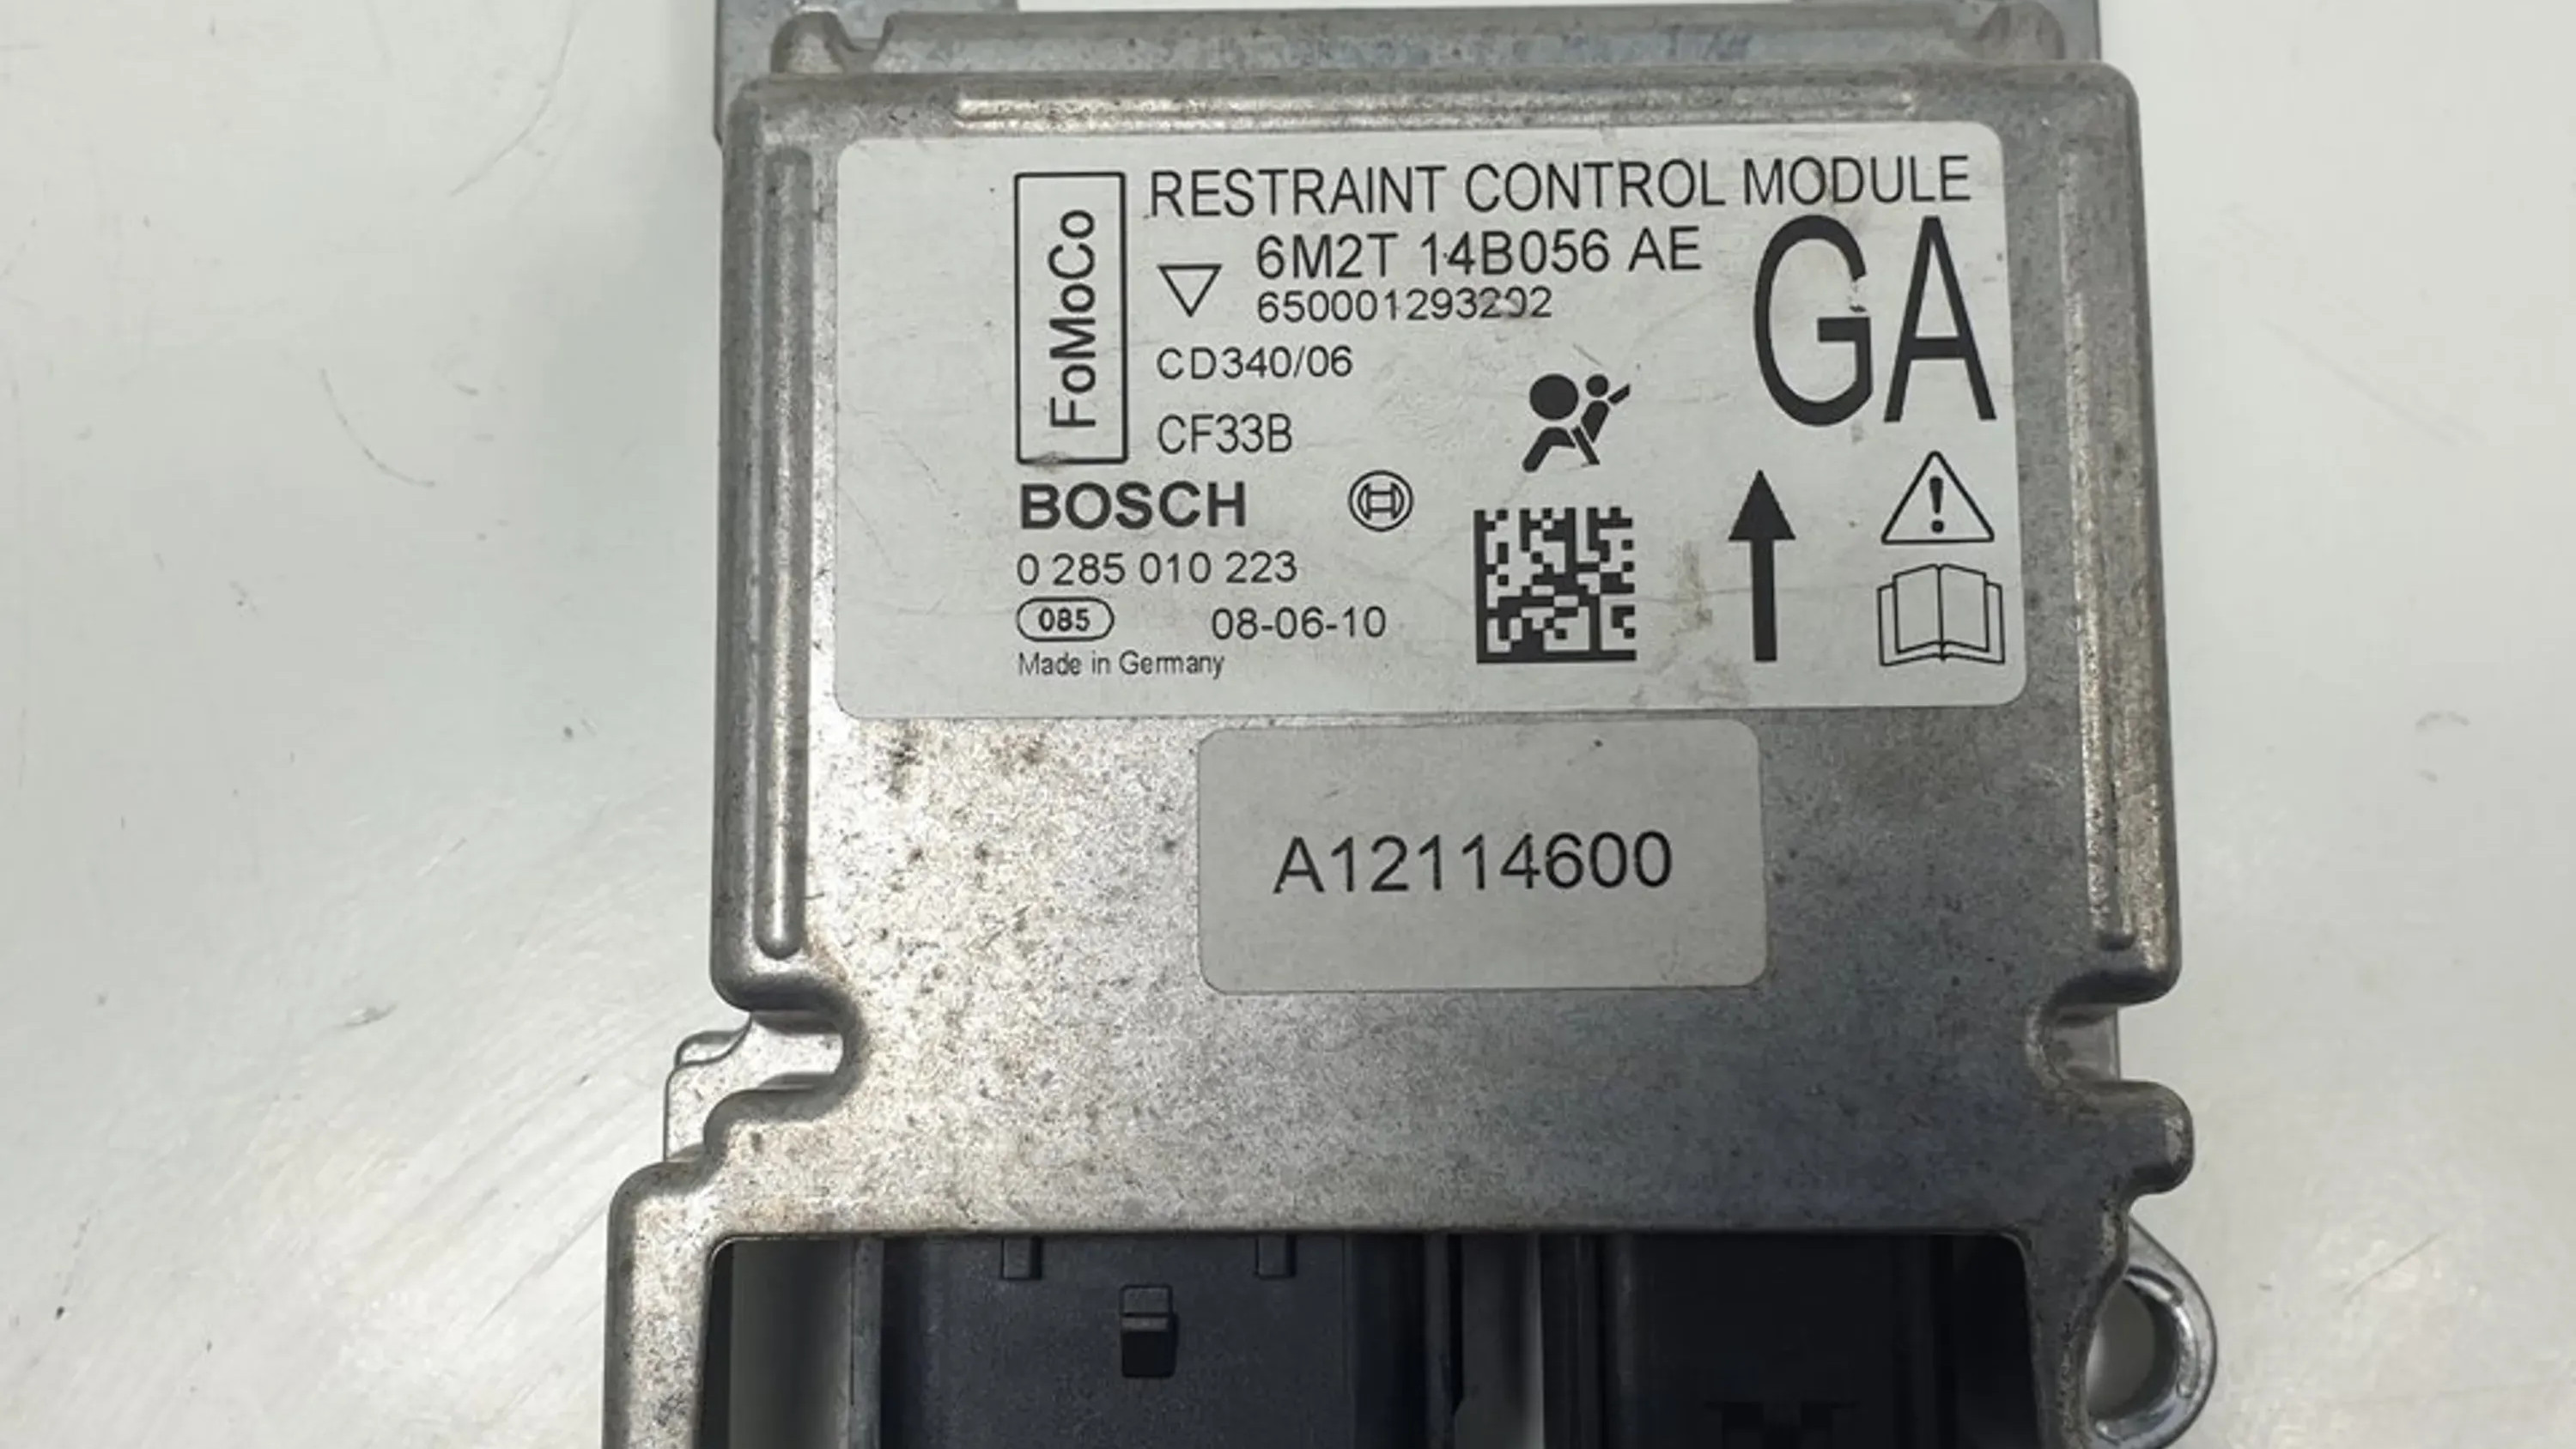 FoMoCo
RESTRAINT CONTROL MODULE
6M2T 14B056 AE
GA
CD340/06
CF33B
BOSCH
0 285 010 223
085 08-06-10
Made in Germany
A12114600